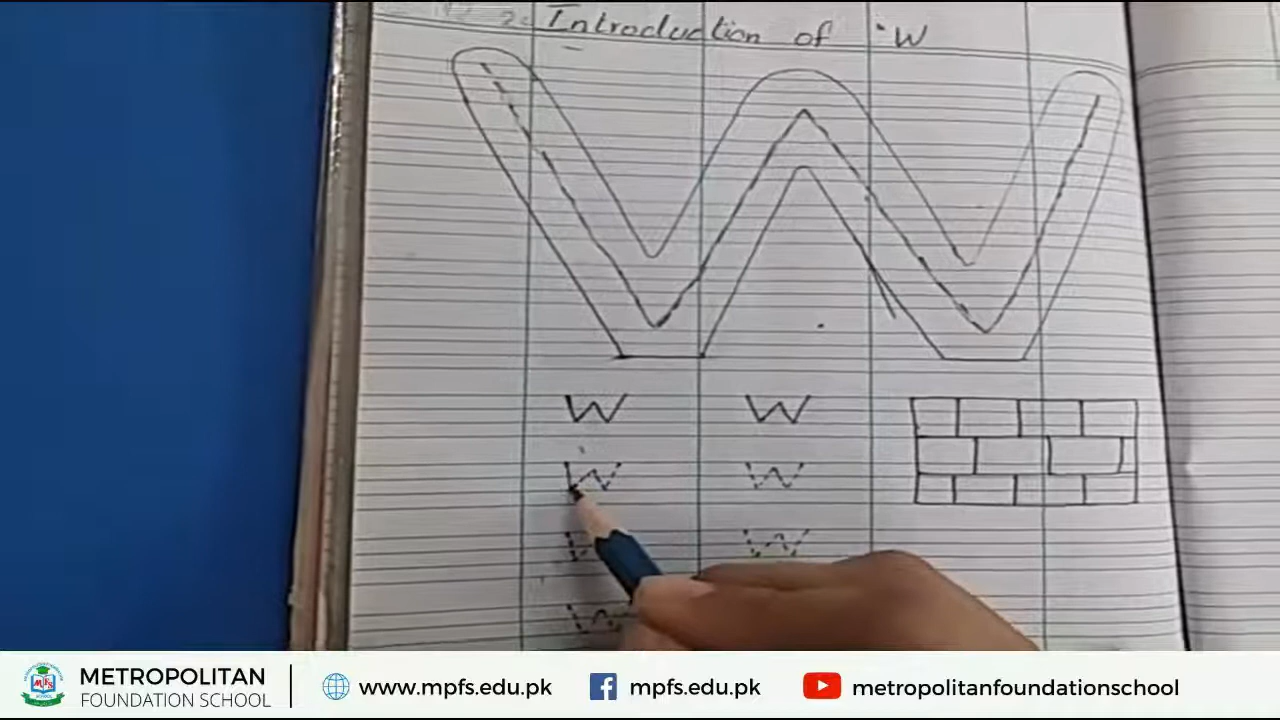 Introduction of W
W W
W W
W W
W
METROPOLITAN
FOUNDATION SCHOOL
www.mpfs.edu.pk
mpfs.edu.pk
metropolitanfoundationschool